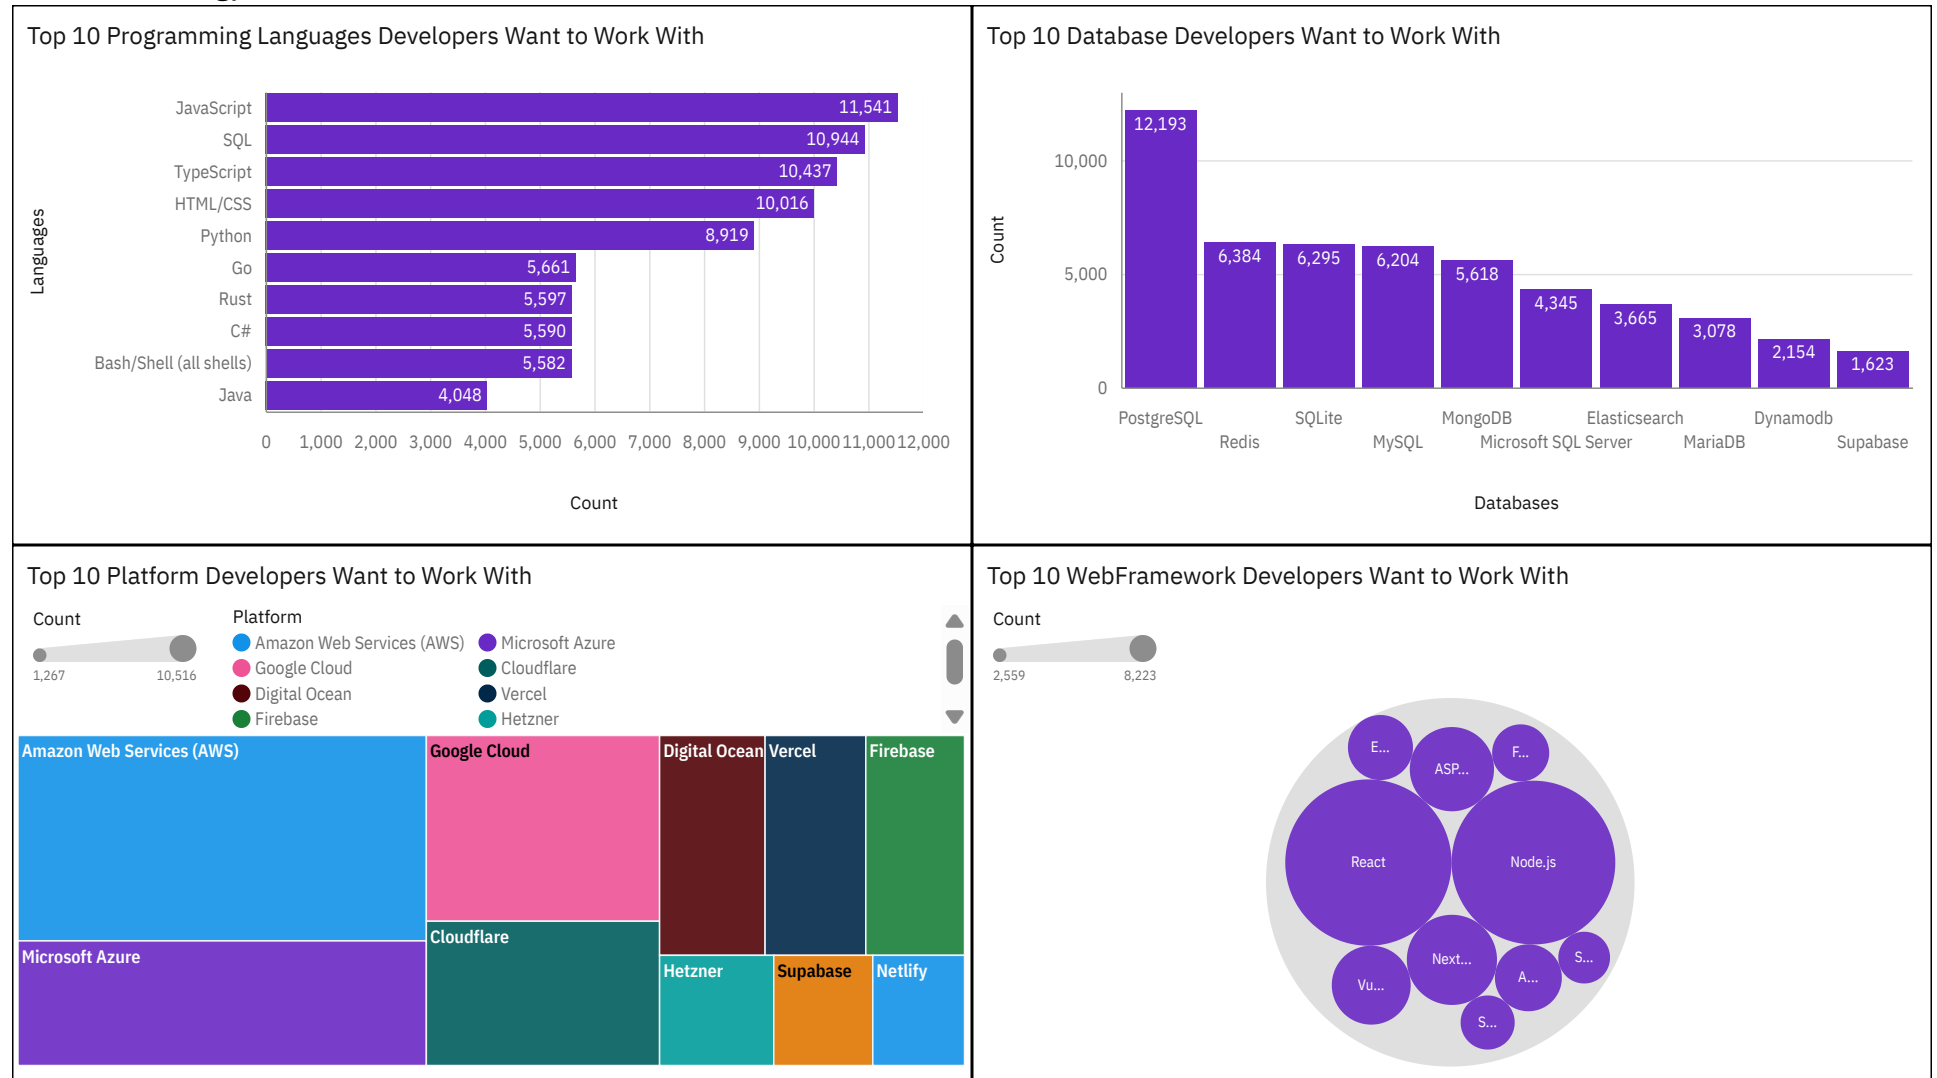 Top 10 Programming Languages Developers Want to Work With
Languages
JavaScript 11,541
SQL 10,944
TypeScript 10,437
HTML/CSS 10,016
Python 8,919
Go 5,661
Rust 5,597
C# 5,590
Bash/Shell (all shells) 5,582
Java 4,048
0 1,000 2,000 3,000 4,000 5,000 6,000 7,000 8,000 9,000 10,000 11,000 12,000
Count
Top 10 Database Developers Want to Work With
Count
10,000
5,000
0
12,193 6,384 6,295 6,204 5,618 4,345 3,665 3,078 2,154 1,623
PostgreSQL SQLite MongoDB Elasticsearch Dynamodb
Redis MySQL Microsoft SQL Server MariaDB Supabase
Databases
Top 10 Platform Developers Want to Work With
Count
1,267 10,516
Platform
Amazon Web Services (AWS) Microsoft Azure
Google Cloud Cloudflare
Digital Ocean Vercel
Firebase Hetzner
Amazon Web Services (AWS) Google Cloud Digital Ocean Vercel Firebase
Cloudflare
Microsoft Azure
Hetzner Supabase Netlify
Top 10 WebFramework Developers Want to Work With
Count
2,559 8,223
E... ASP... F...
React Node.js
Next... S...
Vu... A...
S...